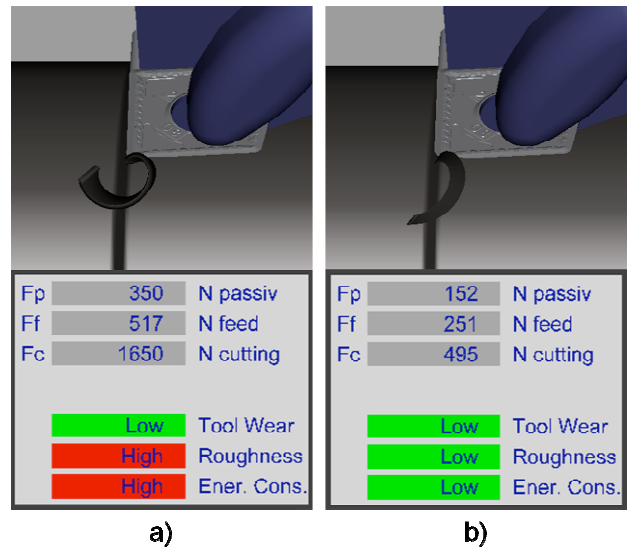 Fp 350 N passiv
Ff 517 N feed
Fc 1650 N cutting
Low Tool Wear
High Roughness
High Ener. Cons.
a)
Fp 152 N passiv
Ff 251 N feed
Fc 495 N cutting
Low Tool Wear
Low Roughness
Low Ener. Cons.
b)